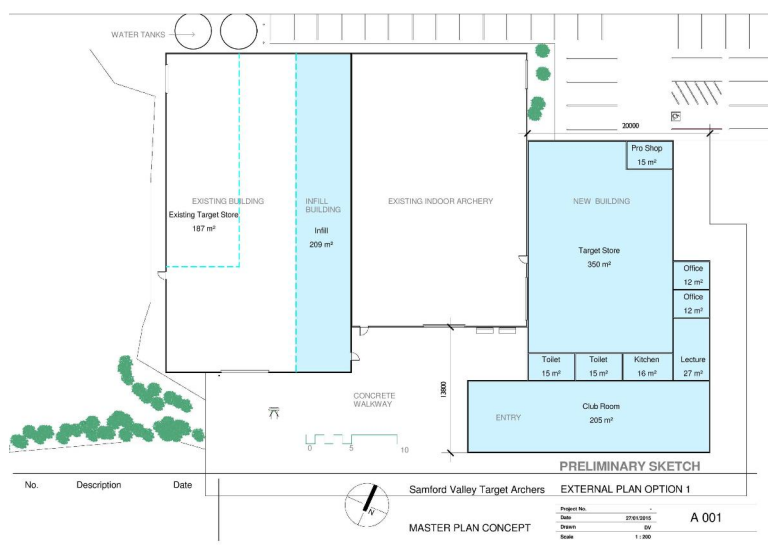 WATER TANKS
20000
Pro Shop
15 m²
EXISTING BUILDING
Existing Target Store
187 m²
INFILL
BUILDING
Infill
209 m²
EXISTING INDOOR ARCHERY
NEW BUILDING
Target Store
350 m²
Office
12 m²
Office
12 m²
Toilet
15 m²
Toilet
15 m²
Kitchen
16 m²
Lecture
27 m²
13800
CONCRETE
WALKWAY
ENTRY
Club Room
205 m²
0 5 10
PRELIMINARY SKETCH
No. Description Date
N
Samford Valley Target Archers
MASTER PLAN CONCEPT
EXTERNAL PLAN OPTION 1
Project No. -
Date 27/01/2015
Drawn DV
Scale 1 : 200
A 001